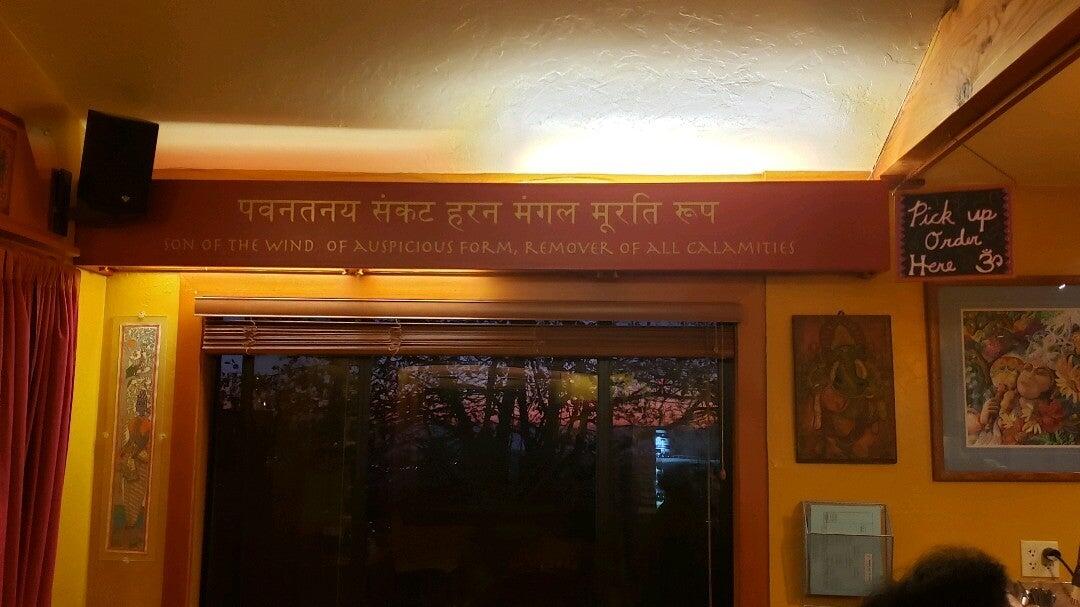 पवनतनय संकट हरन मंगल मूरति रूप
SON OF THE WIND OF AUSPICIOUS FORM, REMOVER OF ALL CALAMITIES
Pick up
Order
Here ॐ